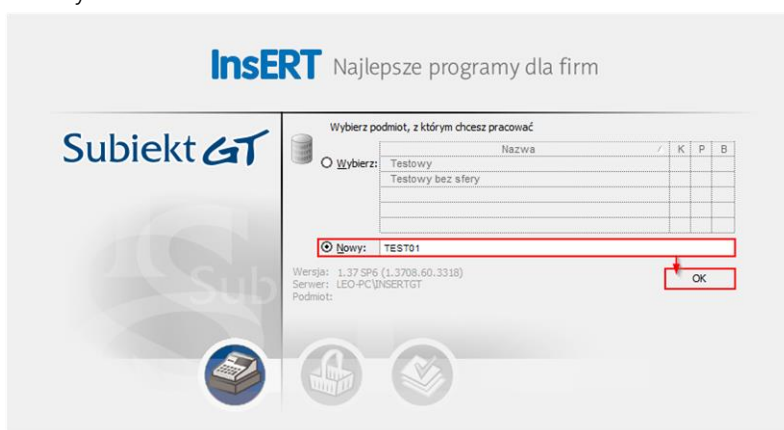 InsERT Najlepsze programy dla firm
Subiekt GT
Wybierz podmiot, z którym chcesz pracować
Nazwa / K P B
Wybierz: Testowy
Testowy bez sfery
Nowy: TEST01
OK
Wersja: 1.37 SP6 (1.3708.60.3318)
Serwer: LEO-PC\INSERTGT
Podmiot:
Sub